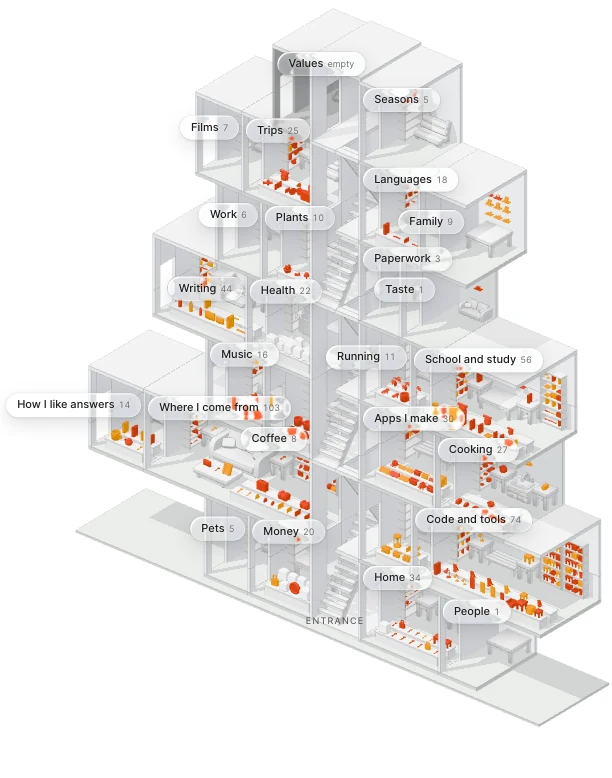 Values empty
Seasons 5
Films 7
Trips 25
Languages 18
Work 6
Plants 10
Family 9
Paperwork 3
Writing 44
Health 22
Taste 1
Music 16
Running 11
School and study 56
How I like answers 14
Where I come from 103
Apps I make 30
Coffee 8
Cooking 27
Code and tools 74
Pets 5
Money 20
Home 34
People 1
ENTRANCE